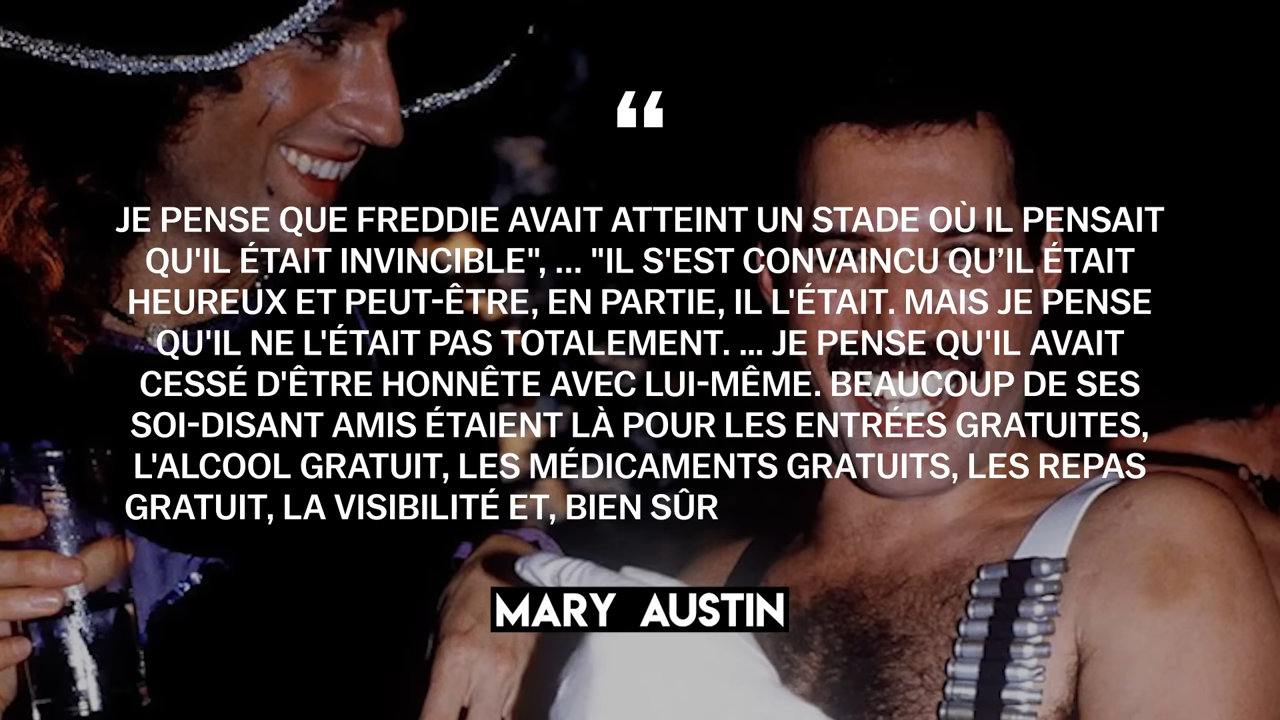 “
JE PENSE QUE FREDDIE AVAIT ATTEINT UN STADE OÙ IL PENSAIT
QU'IL ÉTAIT INVINCIBLE", ... "IL S'EST CONVAINCU QU’IL ÉTAIT
HEUREUX ET PEUT-ÊTRE, EN PARTIE, IL L'ÉTAIT. MAIS JE PENSE
QU'IL NE L'ÉTAIT PAS TOTALEMENT. ... JE PENSE QU'IL AVAIT
CESSÉ D'ÊTRE HONNÊTE AVEC LUI-MÊME. BEAUCOUP DE SES
SOI-DISANT AMIS ÉTAIENT LÀ POUR LES ENTRÉES GRATUITES,
L'ALCOOL GRATUIT, LES MÉDICAMENTS GRATUITS, LES REPAS
GRATUIT, LA VISIBILITÉ ET, BIEN SÛR
MARY AUSTIN